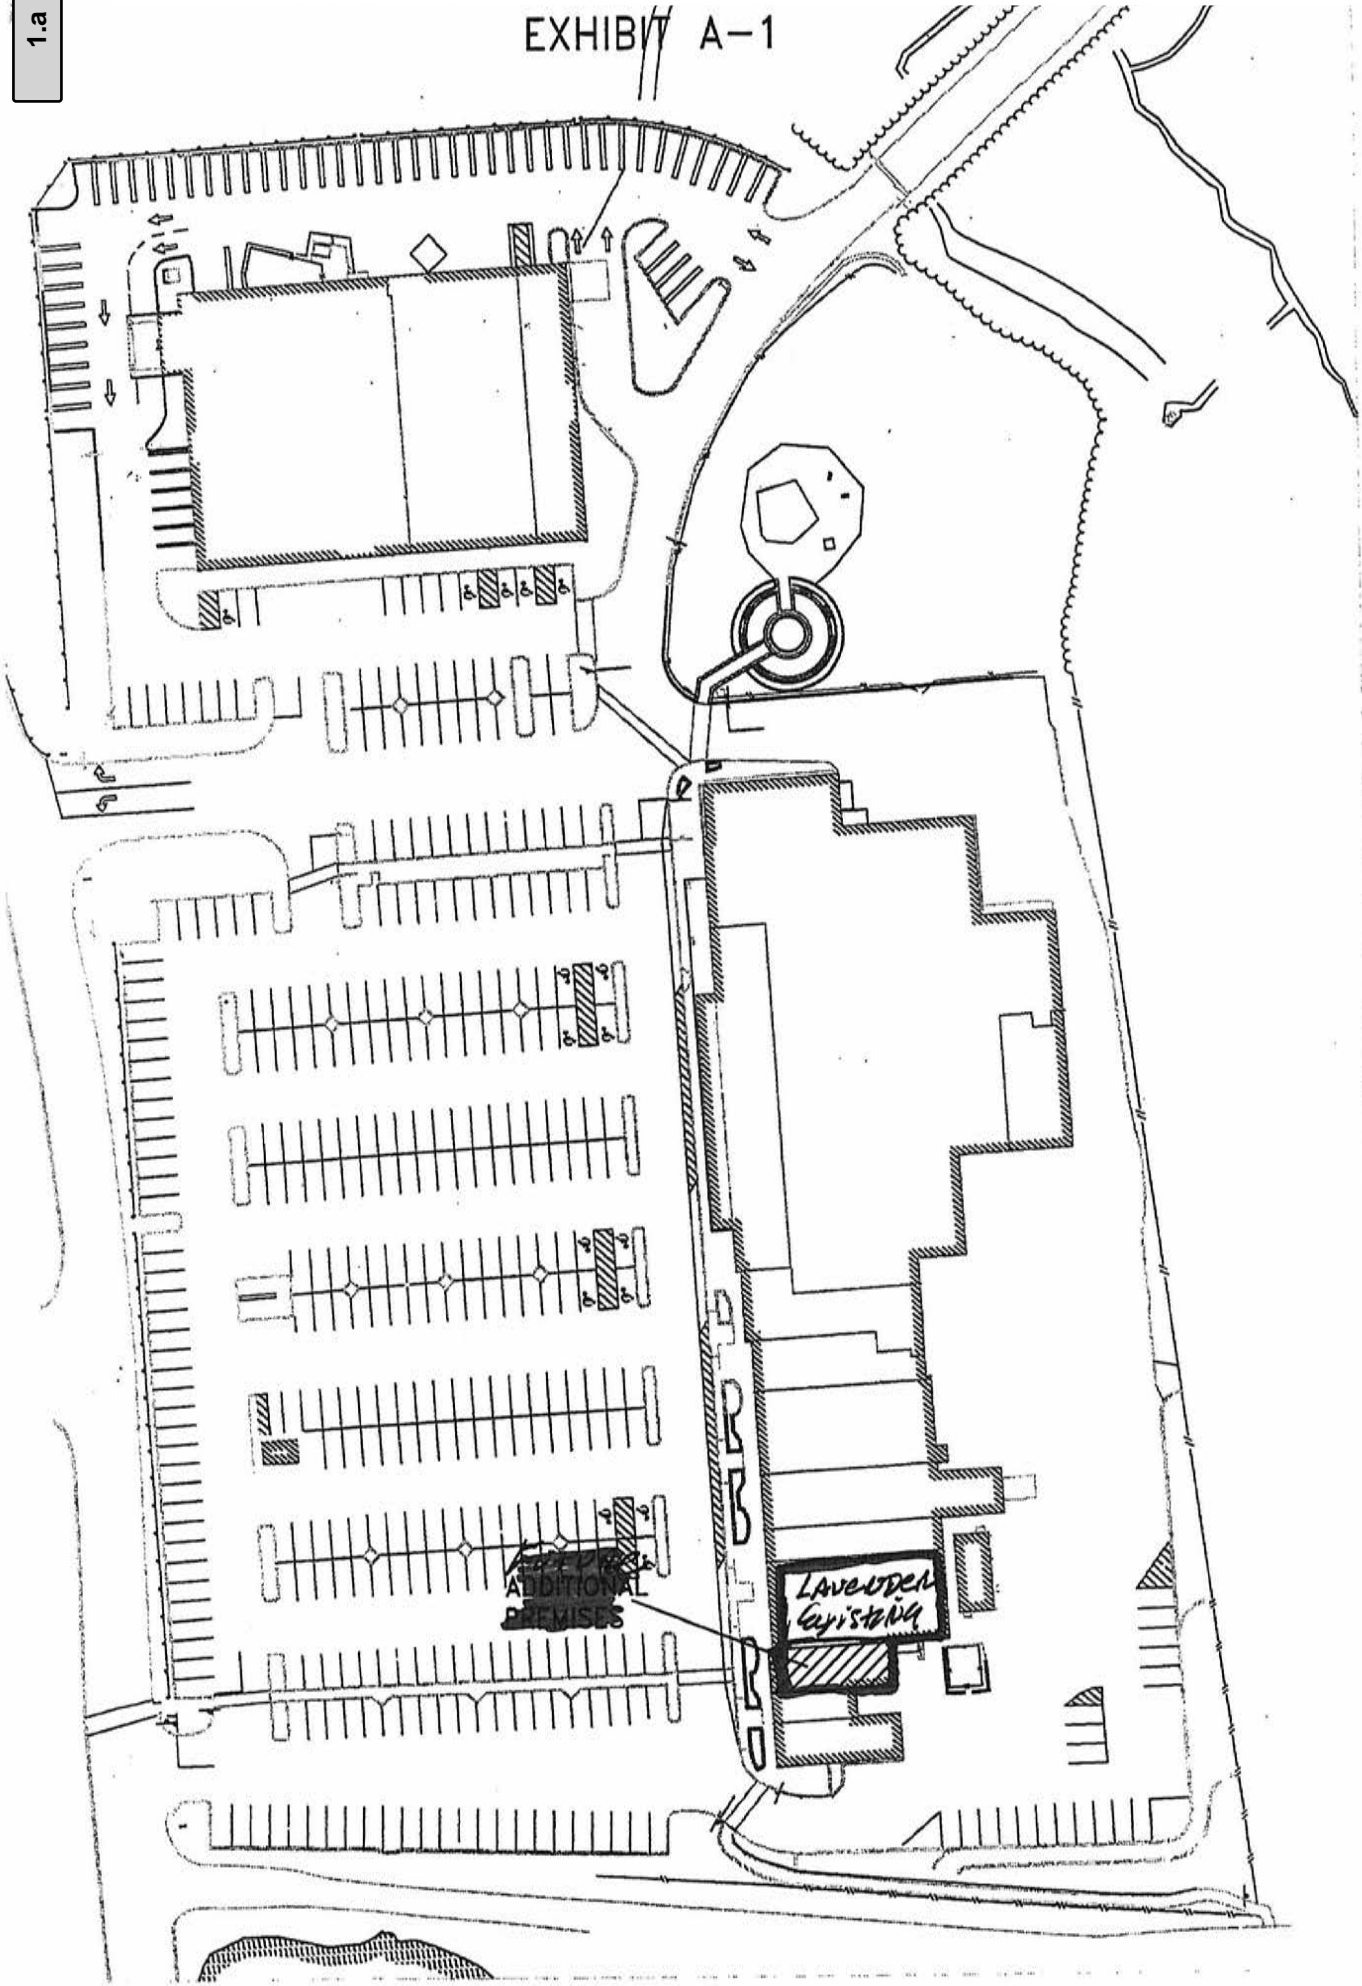 1.a
EXHIBIT A-1
ADDITIONAL
PREMISES
LAVENDER
Existing